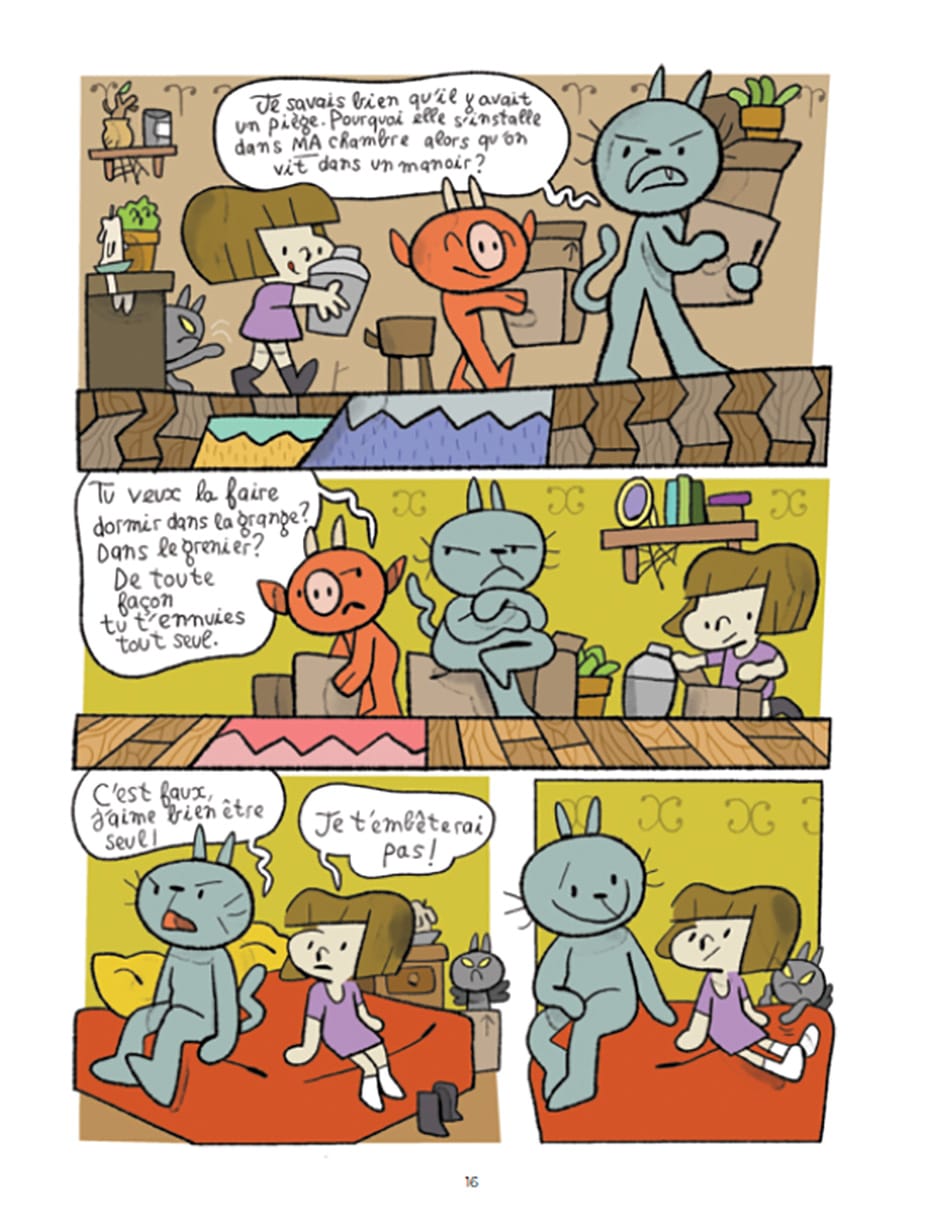 Je savais bien qu'il y avait
un piège. Pourquoi elle s'installe
dans MA chambre alors qu'on
vit dans un manoir?
Tu veux la faire
dormir dans la grange?
Dans le grenier?
De toute
façon
tu t'ennuies
tout seul.
C'est faux,
j'aime bien être
seul!
Je t'embêterai
pas!
16